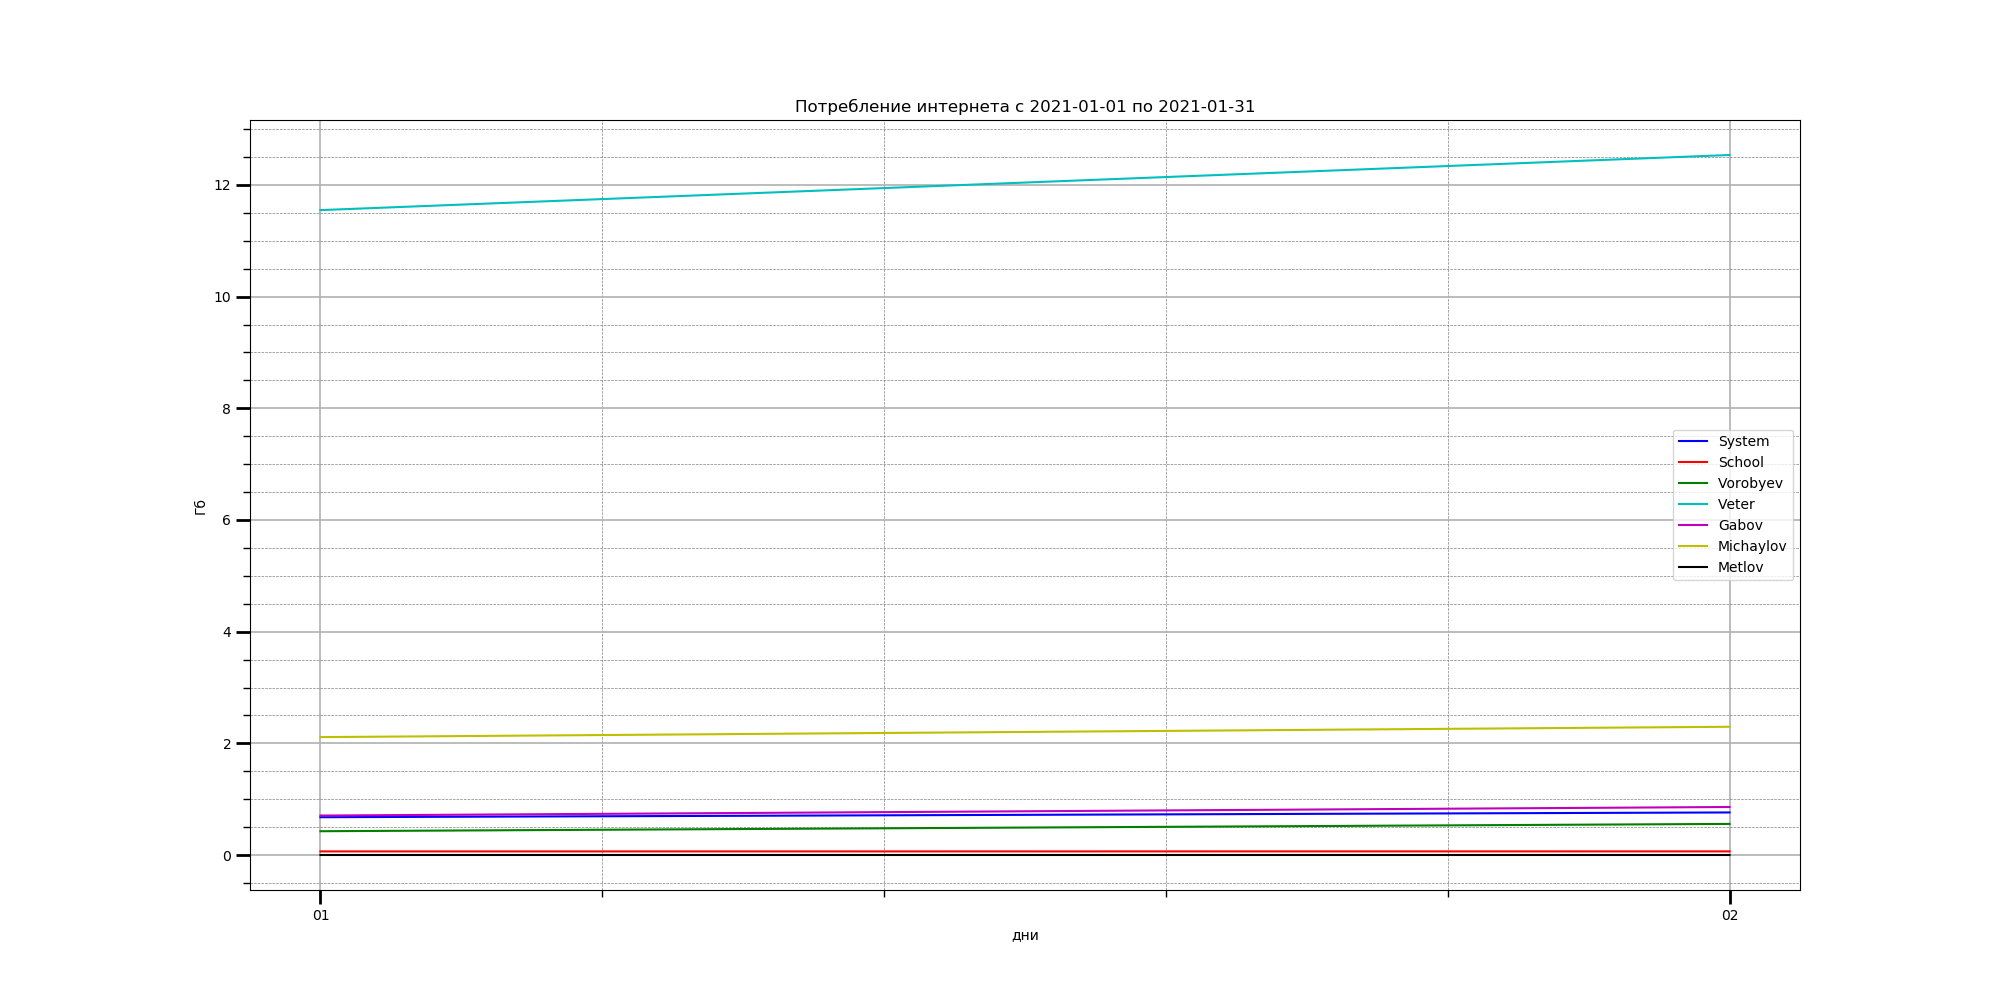 Потребление интернета с 2021-01-01 по 2021-01-31
12
10
8
6
4
2
0
Гб
System
School
Vorobyev
Veter
Gabov
Michaylov
Metlov
01 02
дни